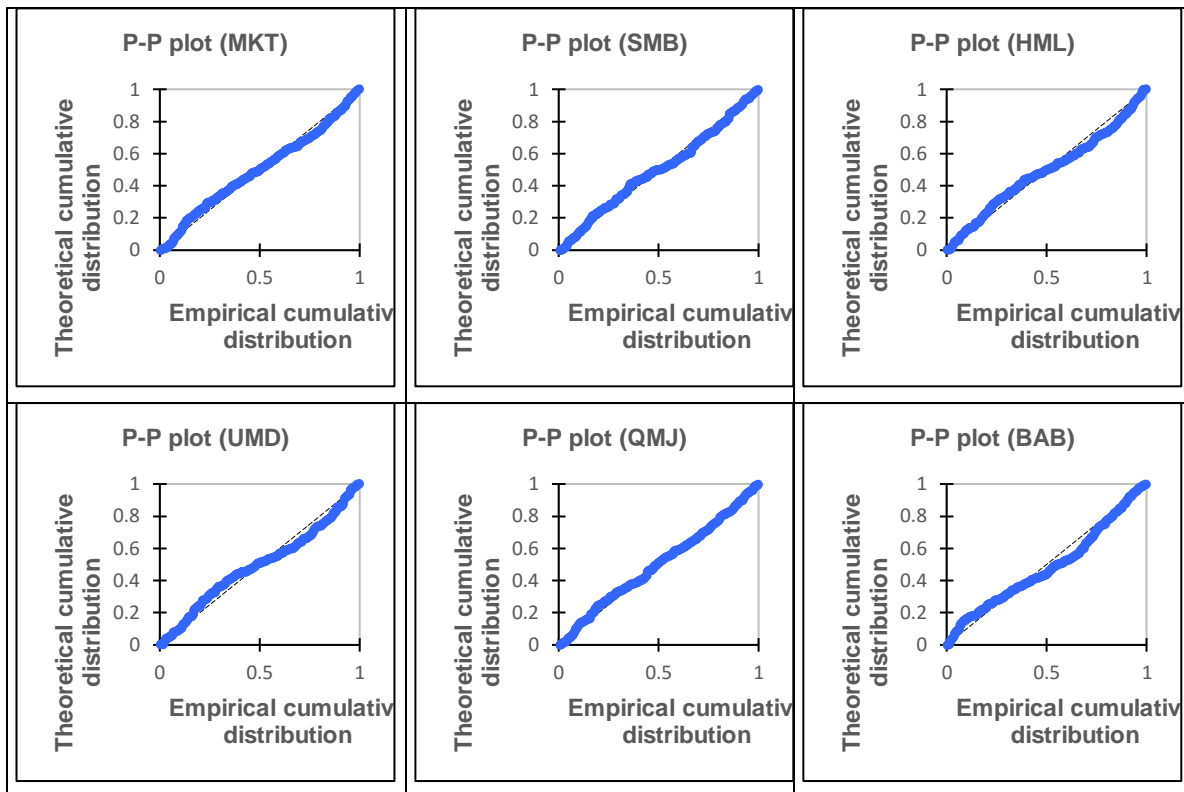 P-P plot (MKT)
Theoretical cumulative
distribution
1
0.8
0.6
0.4
0.2
0
0
0.5
1
Empirical cumulativ
distribution
P-P plot (SMB)
Theoretical cumulative
distribution
1
0.8
0.6
0.4
0.2
0
0
0.5
1
Empirical cumulativ
distribution
P-P plot (HML)
Theoretical cumulative
distribution
1
0.8
0.6
0.4
0.2
0
0
0.5
1
Empirical cumulativ
distribution
P-P plot (UMD)
Theoretical cumulative
distribution
1
0.8
0.6
0.4
0.2
0
0
0.5
1
Empirical cumulativ
distribution
P-P plot (QMJ)
Theoretical cumulative
distribution
1
0.8
0.6
0.4
0.2
0
0
0.5
1
Empirical cumulativ
distribution
P-P plot (BAB)
Theoretical cumulative
distribution
1
0.8
0.6
0.4
0.2
0
0
0.5
1
Empirical cumulativ
distribution